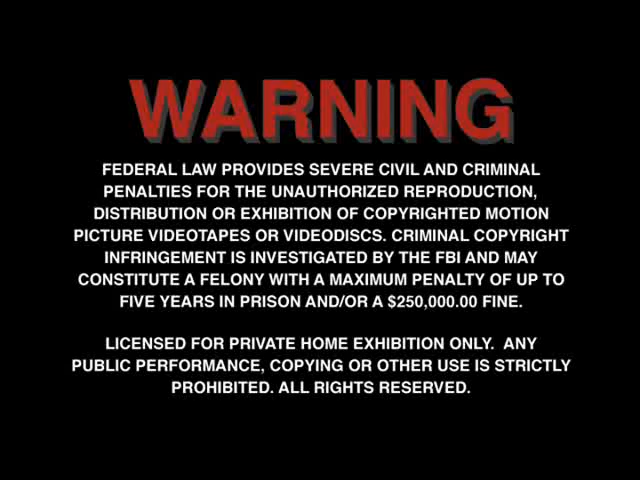 WARNING
FEDERAL LAW PROVIDES SEVERE CIVIL AND CRIMINAL
PENALTIES FOR THE UNAUTHORIZED REPRODUCTION,
DISTRIBUTION OR EXHIBITION OF COPYRIGHTED MOTION
PICTURE VIDEOTAPES OR VIDEODISCS. CRIMINAL COPYRIGHT
INFRINGEMENT IS INVESTIGATED BY THE FBI AND MAY
CONSTITUTE A FELONY WITH A MAXIMUM PENALTY OF UP TO
FIVE YEARS IN PRISON AND/OR A $250,000.00 FINE.
LICENSED FOR PRIVATE HOME EXHIBITION ONLY.  ANY
PUBLIC PERFORMANCE, COPYING OR OTHER USE IS STRICTLY
PROHIBITED. ALL RIGHTS RESERVED.